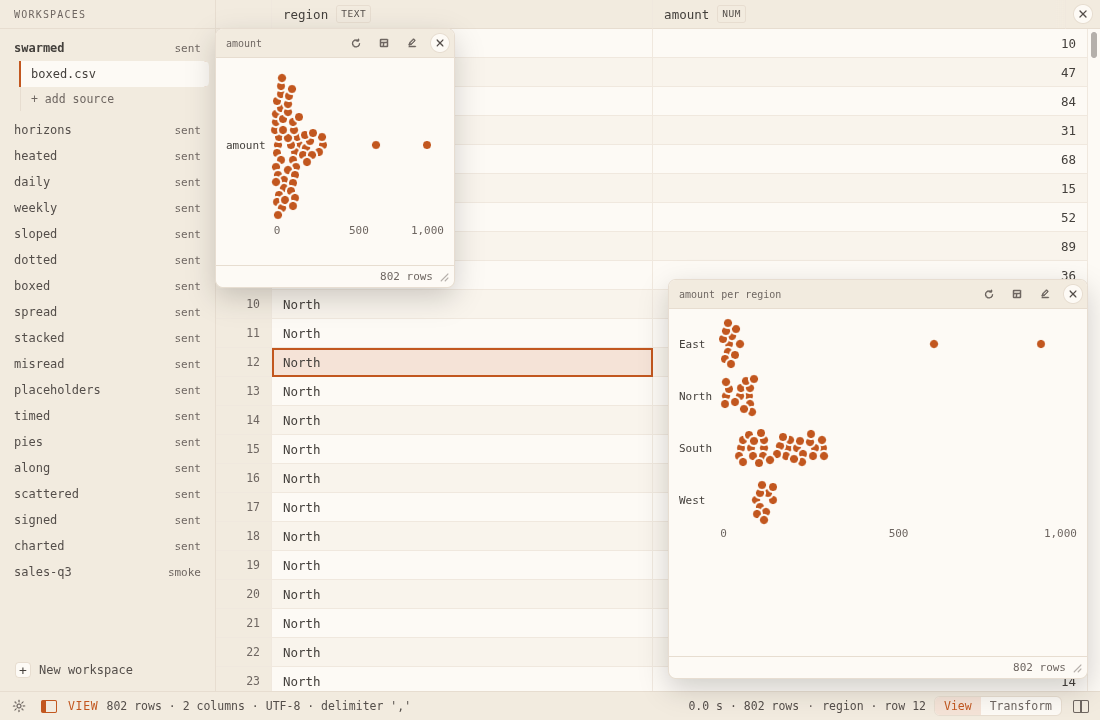 WORKSPACES
swarmed sent
boxed.csv
+ add source
horizons sent
heated sent
daily sent
weekly sent
sloped sent
dotted sent
boxed sent
spread sent
stacked sent
misread sent
placeholders sent
timed sent
pies sent
along sent
scattered sent
signed sent
charted sent
sales-q3 smoke
+ New workspace
region TEXT amount NUM
10
47
84
31
68
15
52
89
36
10 North
11 North
12 North
13 North
14 North
15 North
16 North
17 North
18 North
19 North
20 North
21 North
22 North
23 North 14
amount
amount
0 500 1,000
802 rows
amount per region
East
North
South
West
0 500 1,000
802 rows
VIEW 802 rows · 2 columns · UTF-8 · delimiter ','
0.0 s · 802 rows · region · row 12 View Transform